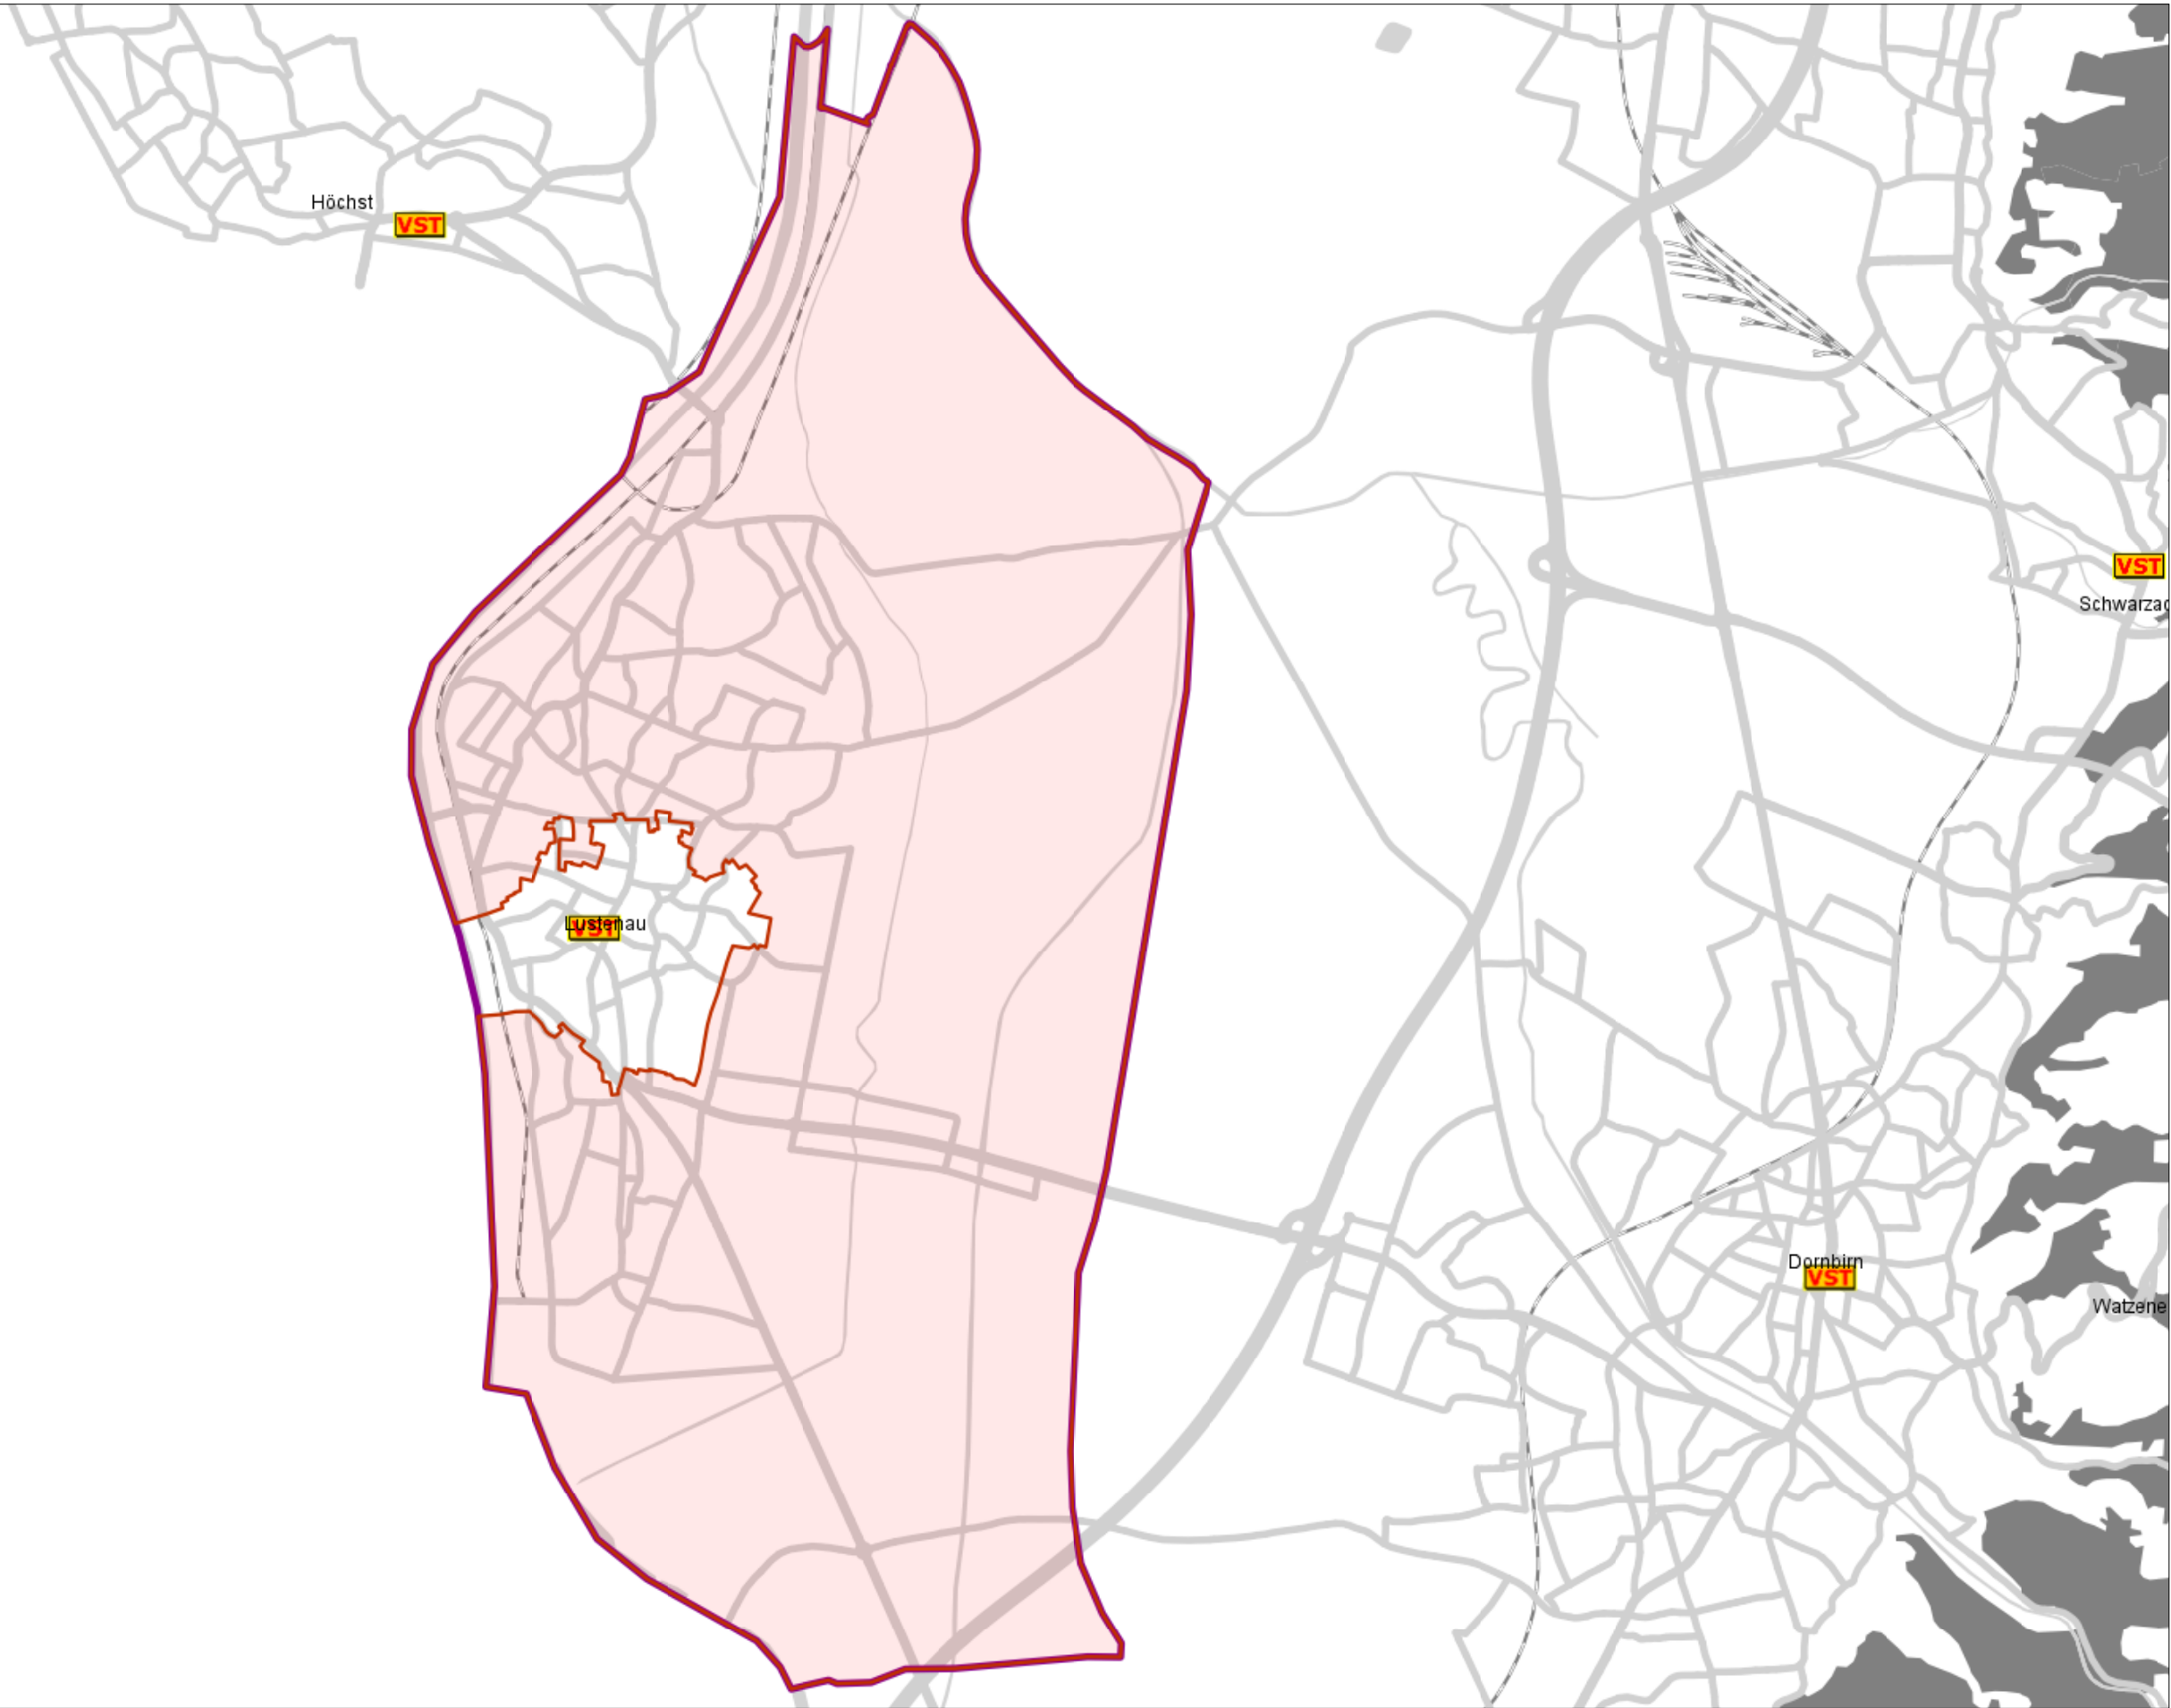 Höchst
VST
VST
Schwarzac
Lustenau
VST
Dornbirn
VST
Watzene